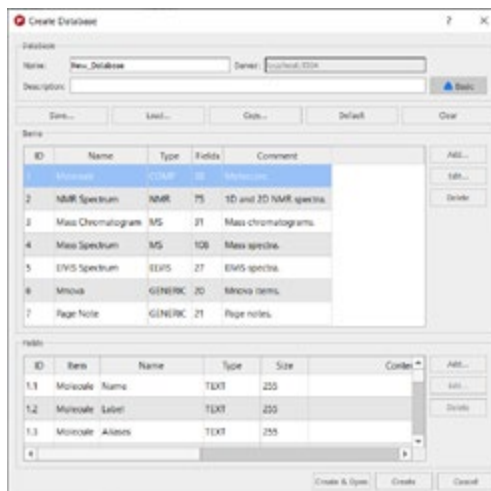 Create Database ? ×
Database
Name: New_Database Server:
Description: Basic
Save... Load... Copy... Default Clear
Items
ID Name Type Fields Comment Add...
1 Molecule COMP Molecules. Edit...
2 NMR Spectrum NMR 75 1D and 2D NMR spectra. Delete
3 Mass Chromatogram MS 31 Mass chromatograms.
4 Mass Spectrum MS 108 Mass spectra.
5 ElViS Spectrum ELVIS 27 ElViS spectra.
6 Mnova GENERIC 20 Mnova items.
7 Page Note GENERIC 21 Page notes.
Fields
ID Item Name Type Size Add...
1.1 Molecule Name TEXT 255 Edit...
1.2 Molecule Label TEXT 255 Delete
1.3 Molecule Aliases TEXT 255
Create & Open Create Cancel